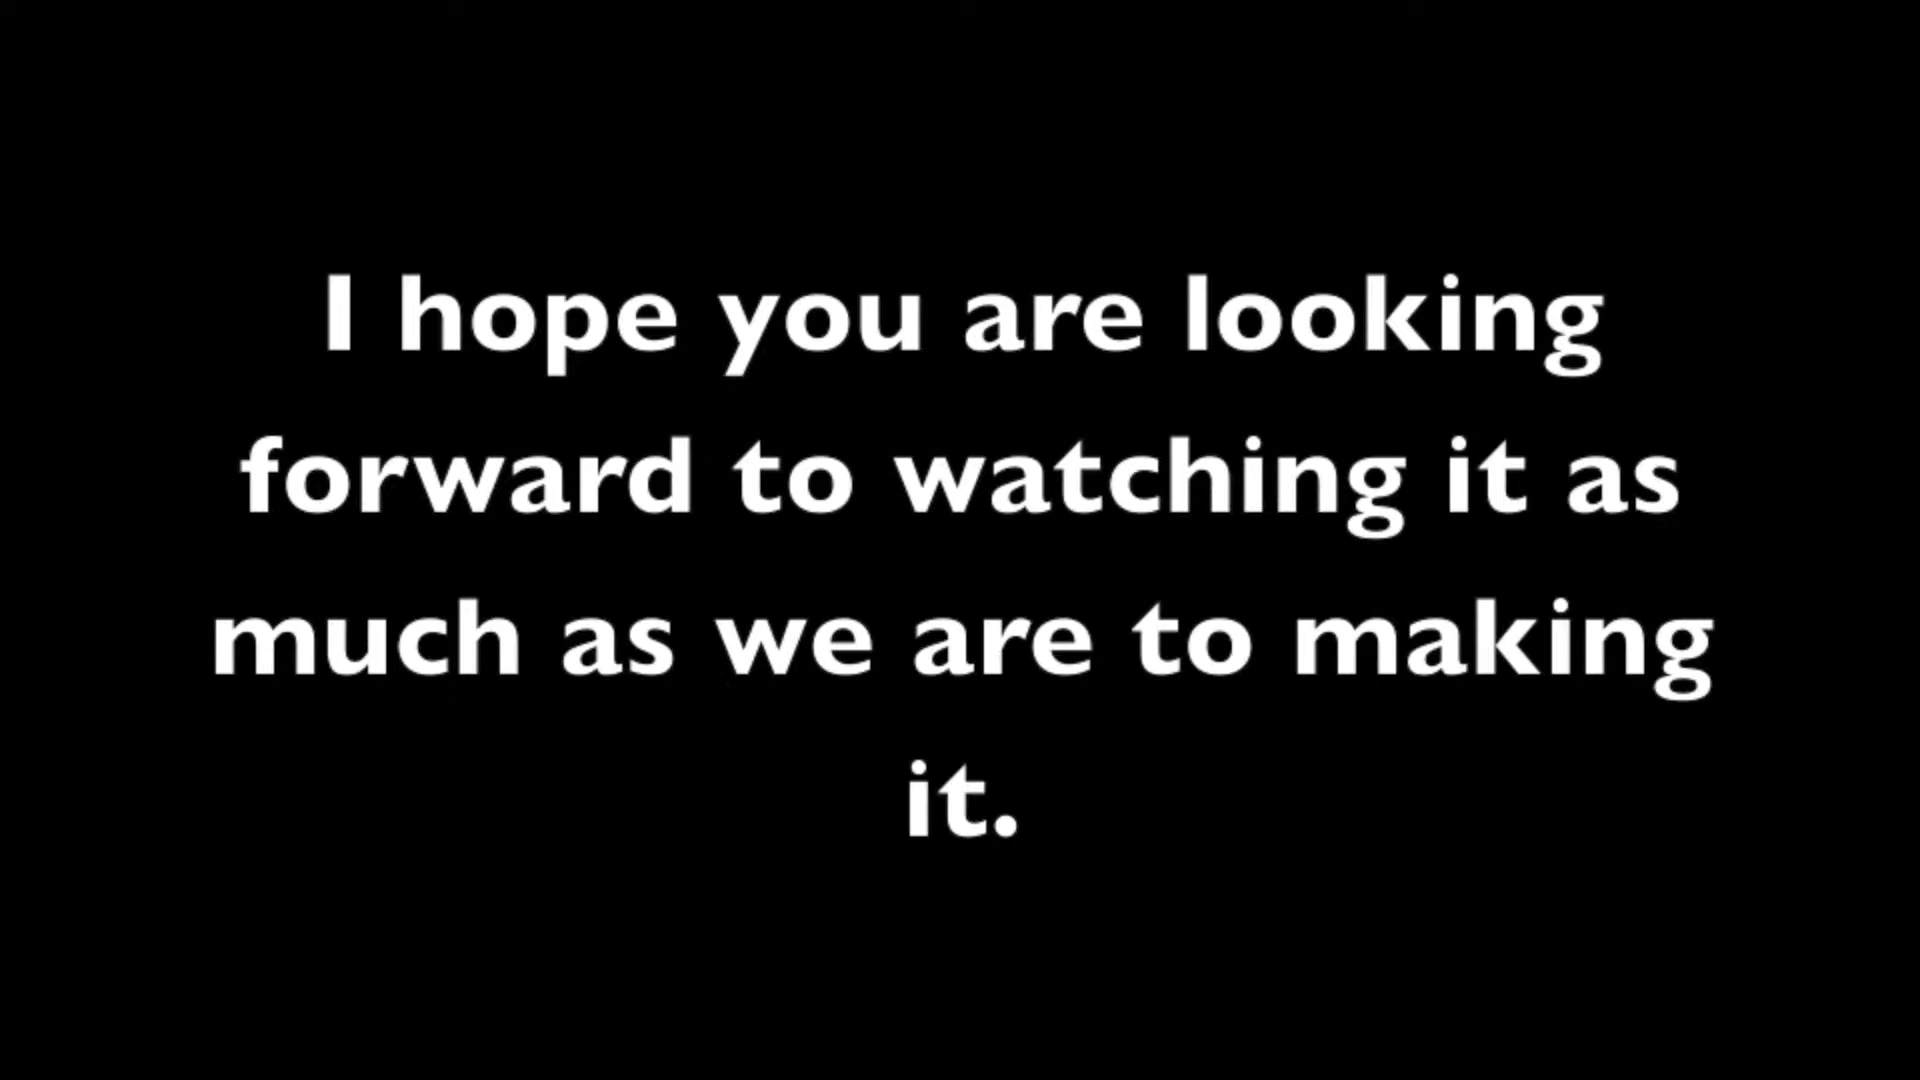 I hope you are looking
forward to watching it as
much as we are to making
it.